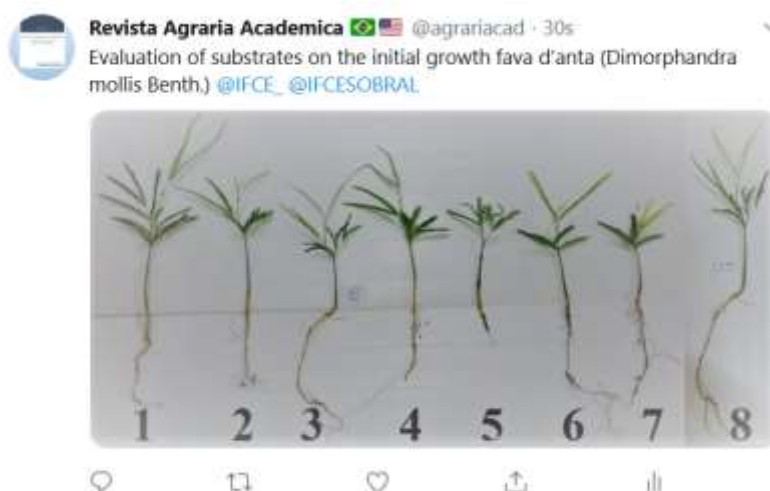 Revista Agraria Academica 🇧🇷🇺🇸 @agrariacad · 30s
Evaluation of substrates on the initial growth fava d'anta (Dimorphandra
mollis Benth.) @IFCE_ @IFCESOBRAL
1 2 3 4 5 6 7 8